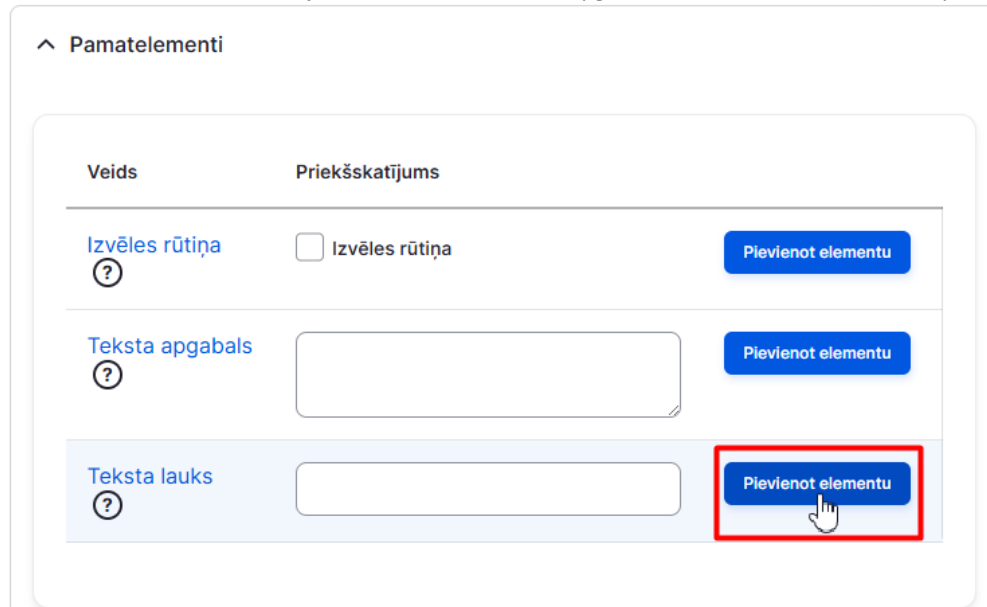 Pamatelementi
Veids Priekšskatījums
Izvēles rūtiņa Izvēles rūtiņa Pievienot elementu
?
Teksta apgabals Pievienot elementu
?
Teksta lauks Pievienot elementu
?